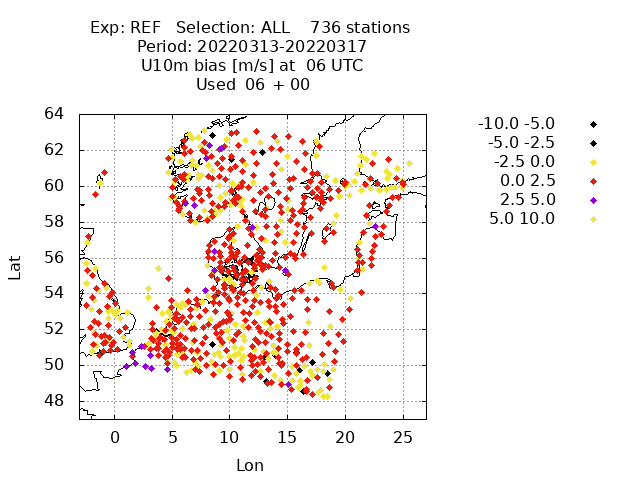 Exp: REF   Selection: ALL    736 stations
Period: 20220313-20220317
U10m bias [m/s] at  06 UTC
Used  06 + 00
64
62
60
58
56
54
52
50
48
Lat
0 5 10 15 20 25
Lon
-10.0 -5.0
-5.0 -2.5
-2.5 0.0
0.0 2.5
2.5 5.0
5.0 10.0